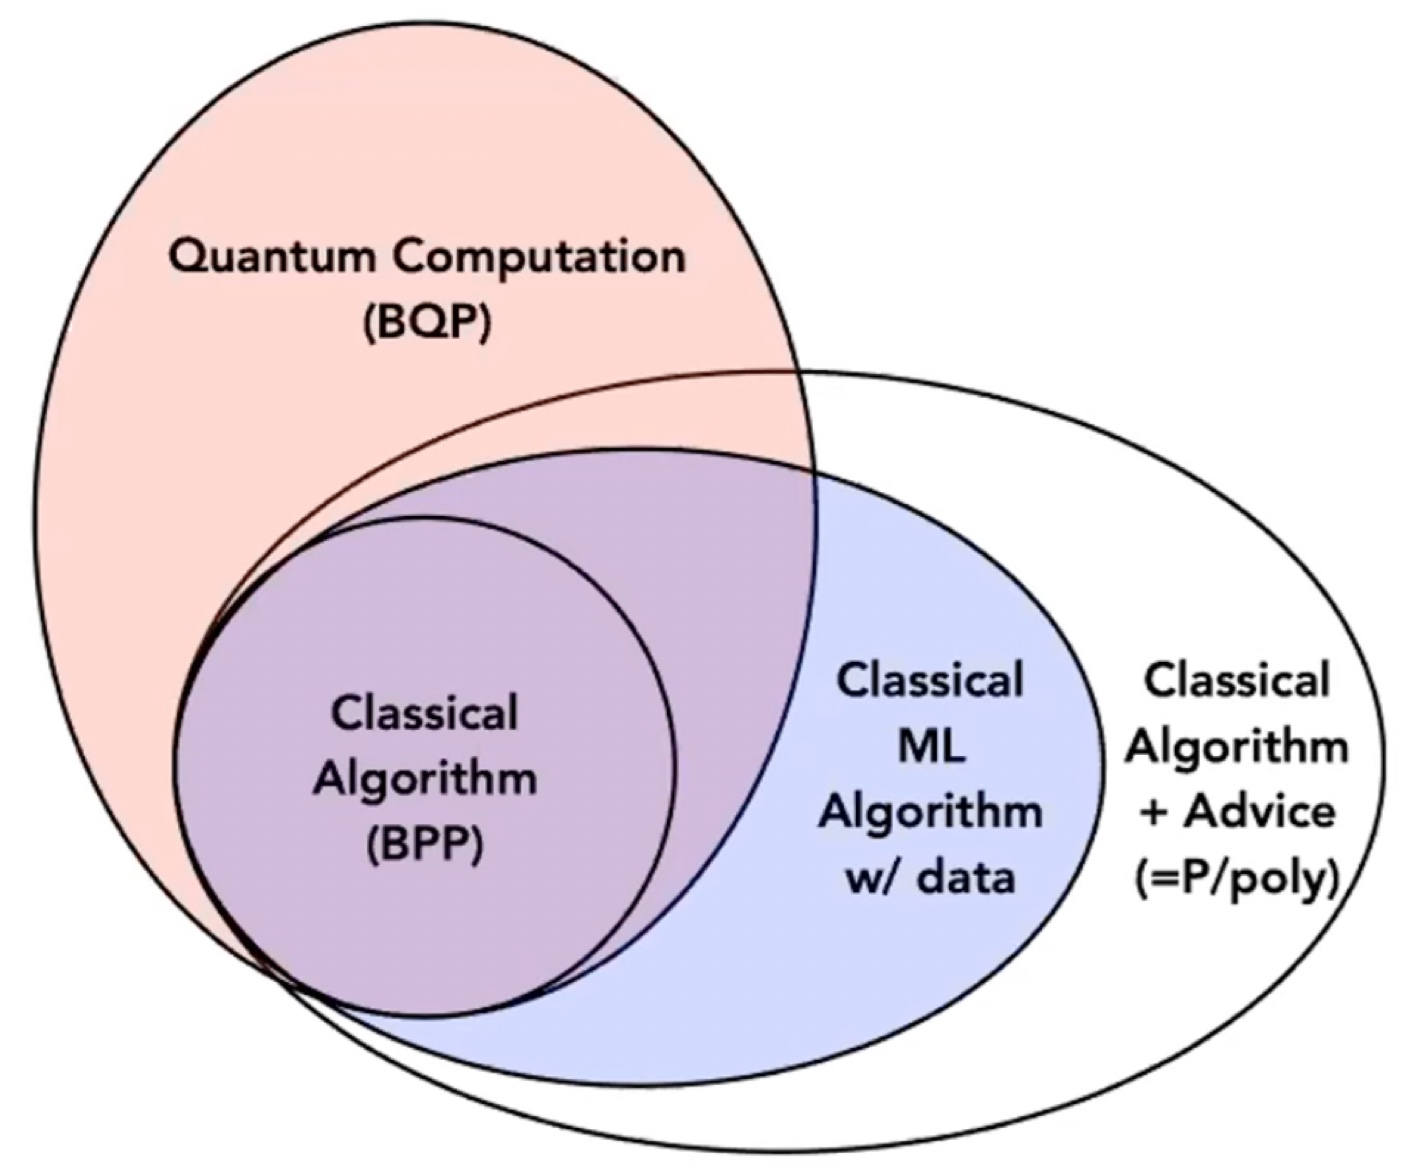 Quantum Computation
(BQP)
Classical
Algorithm
(BPP)
Classical
ML
Algorithm
w/ data
Classical
Algorithm
+ Advice
(=P/poly)